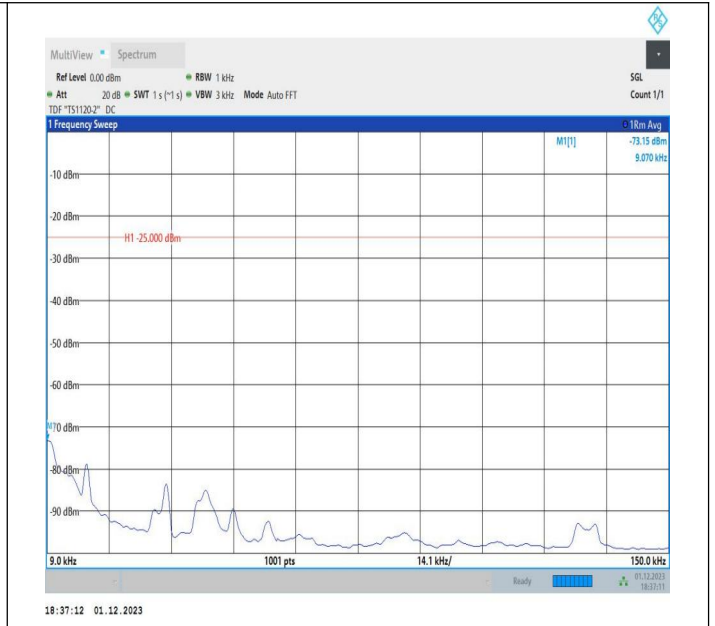 R S
MultiView Spectrum
Ref Level 0.00 dBm RBW 1 kHz SGL
Att 20 dB SWT 1 s (~1 s) VBW 3 kHz Mode Auto FFT Count 1/1
TDF "TS1120-2" DC
1 Frequency Sweep 1Rm Avg
M1[1] -73.15 dBm
9.070 kHz
-10 dBm
-20 dBm
H1 -25.000 dBm
-30 dBm
-40 dBm
-50 dBm
-60 dBm
M1
-70 dBm
-80 dBm
-90 dBm
9.0 kHz 1001 pts 14.1 kHz/ 150.0 kHz
Ready 01.12.2023
18:37:11
18:37:12 01.12.2023